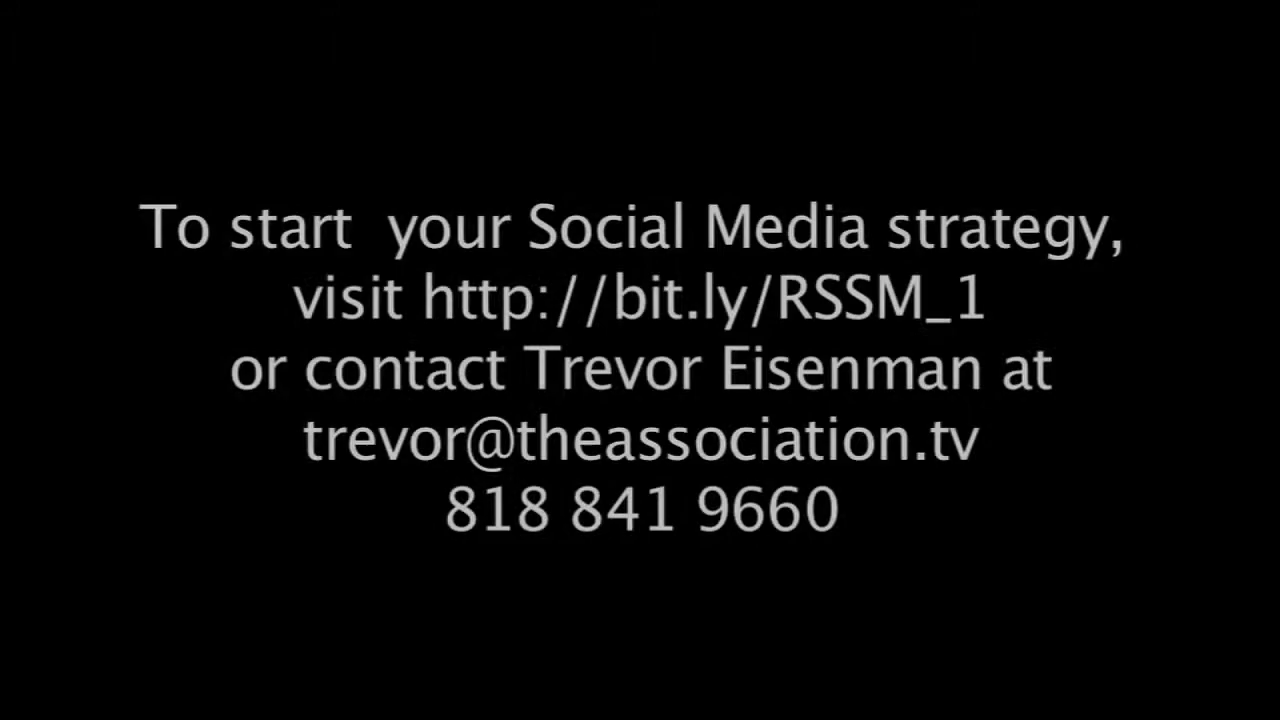 To start  your Social Media strategy,
visit http://bit.ly/RSSM_1
or contact Trevor Eisenman at
trevor@theassociation.tv
818 841 9660